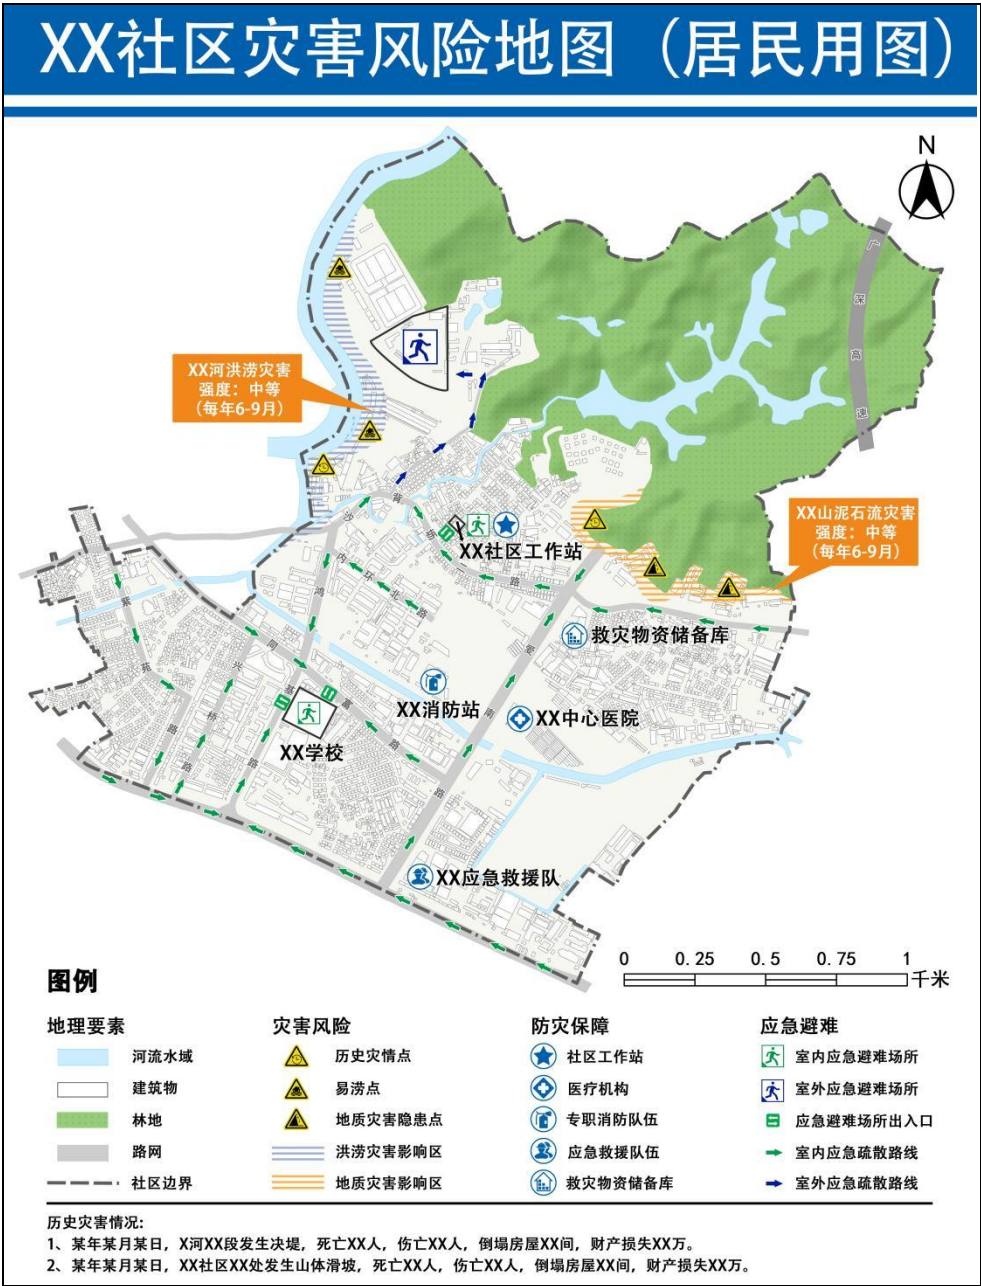 XX社区灾害风险地图（居民用图）
N
广深高速
XX河洪涝灾害
强度：中等
（每年6-9月）
XX山泥石流灾害
强度：中等
（每年6-9月）
XX社区工作站
救灾物资储备库
XX消防站
XX中心医院
XX学校
XX应急救援队
内环北路
紫苑路
兴桥路
0 0.25 0.5 0.75 1
千米
图例
地理要素
河流水域
建筑物
林地
路网
社区边界
灾害风险
历史灾情点
易涝点
地质灾害隐患点
洪涝灾害影响区
地质灾害影响区
防灾保障
社区工作站
医疗机构
专职消防队伍
应急救援队伍
救灾物资储备库
应急避难
室内应急避难场所
室外应急避难场所
应急避难场所出入口
室内应急疏散路线
室外应急疏散路线
历史灾害情况:
1、某年某月某日，X河XX段发生决堤，死亡XX人，伤亡XX人，倒塌房屋XX间，财产损失XX万。
2、某年某月某日，XX社区XX处发生山体滑坡，死亡XX人，伤亡XX人，倒塌房屋XX间，财产损失XX万。